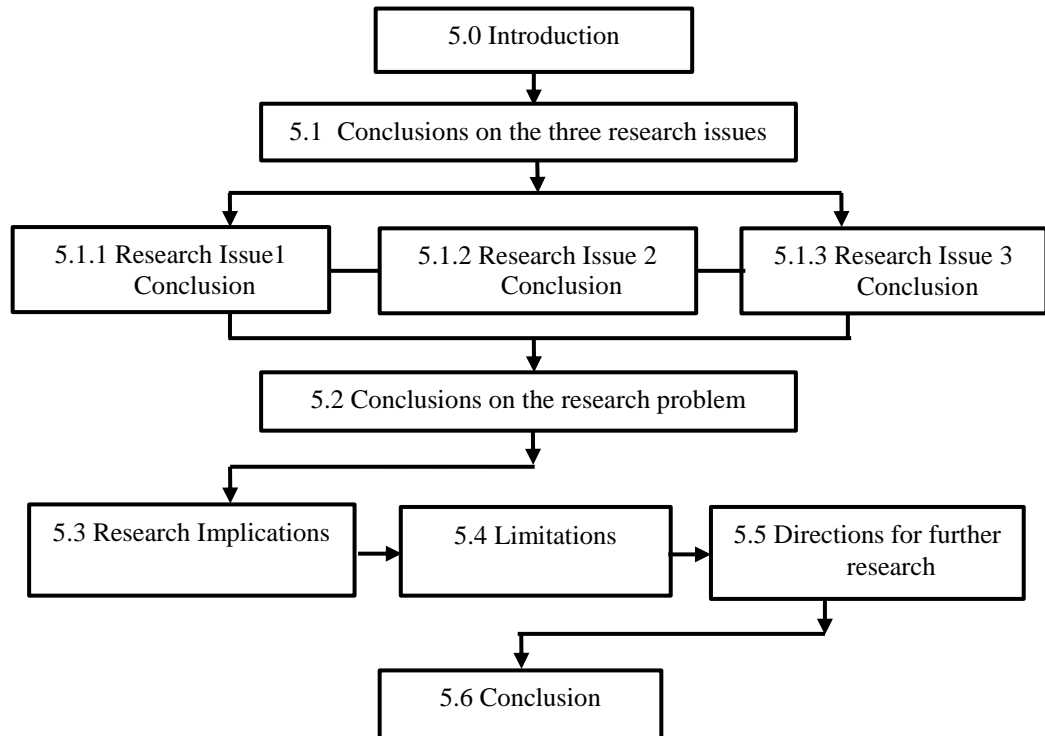 5.0 Introduction
5.1 Conclusions on the three research issues
5.1.1 Research Issue1
Conclusion
5.1.2 Research Issue 2
Conclusion
5.1.3 Research Issue 3
Conclusion
5.2 Conclusions on the research problem
5.3 Research Implications
5.4 Limitations
5.5 Directions for further
research
5.6 Conclusion